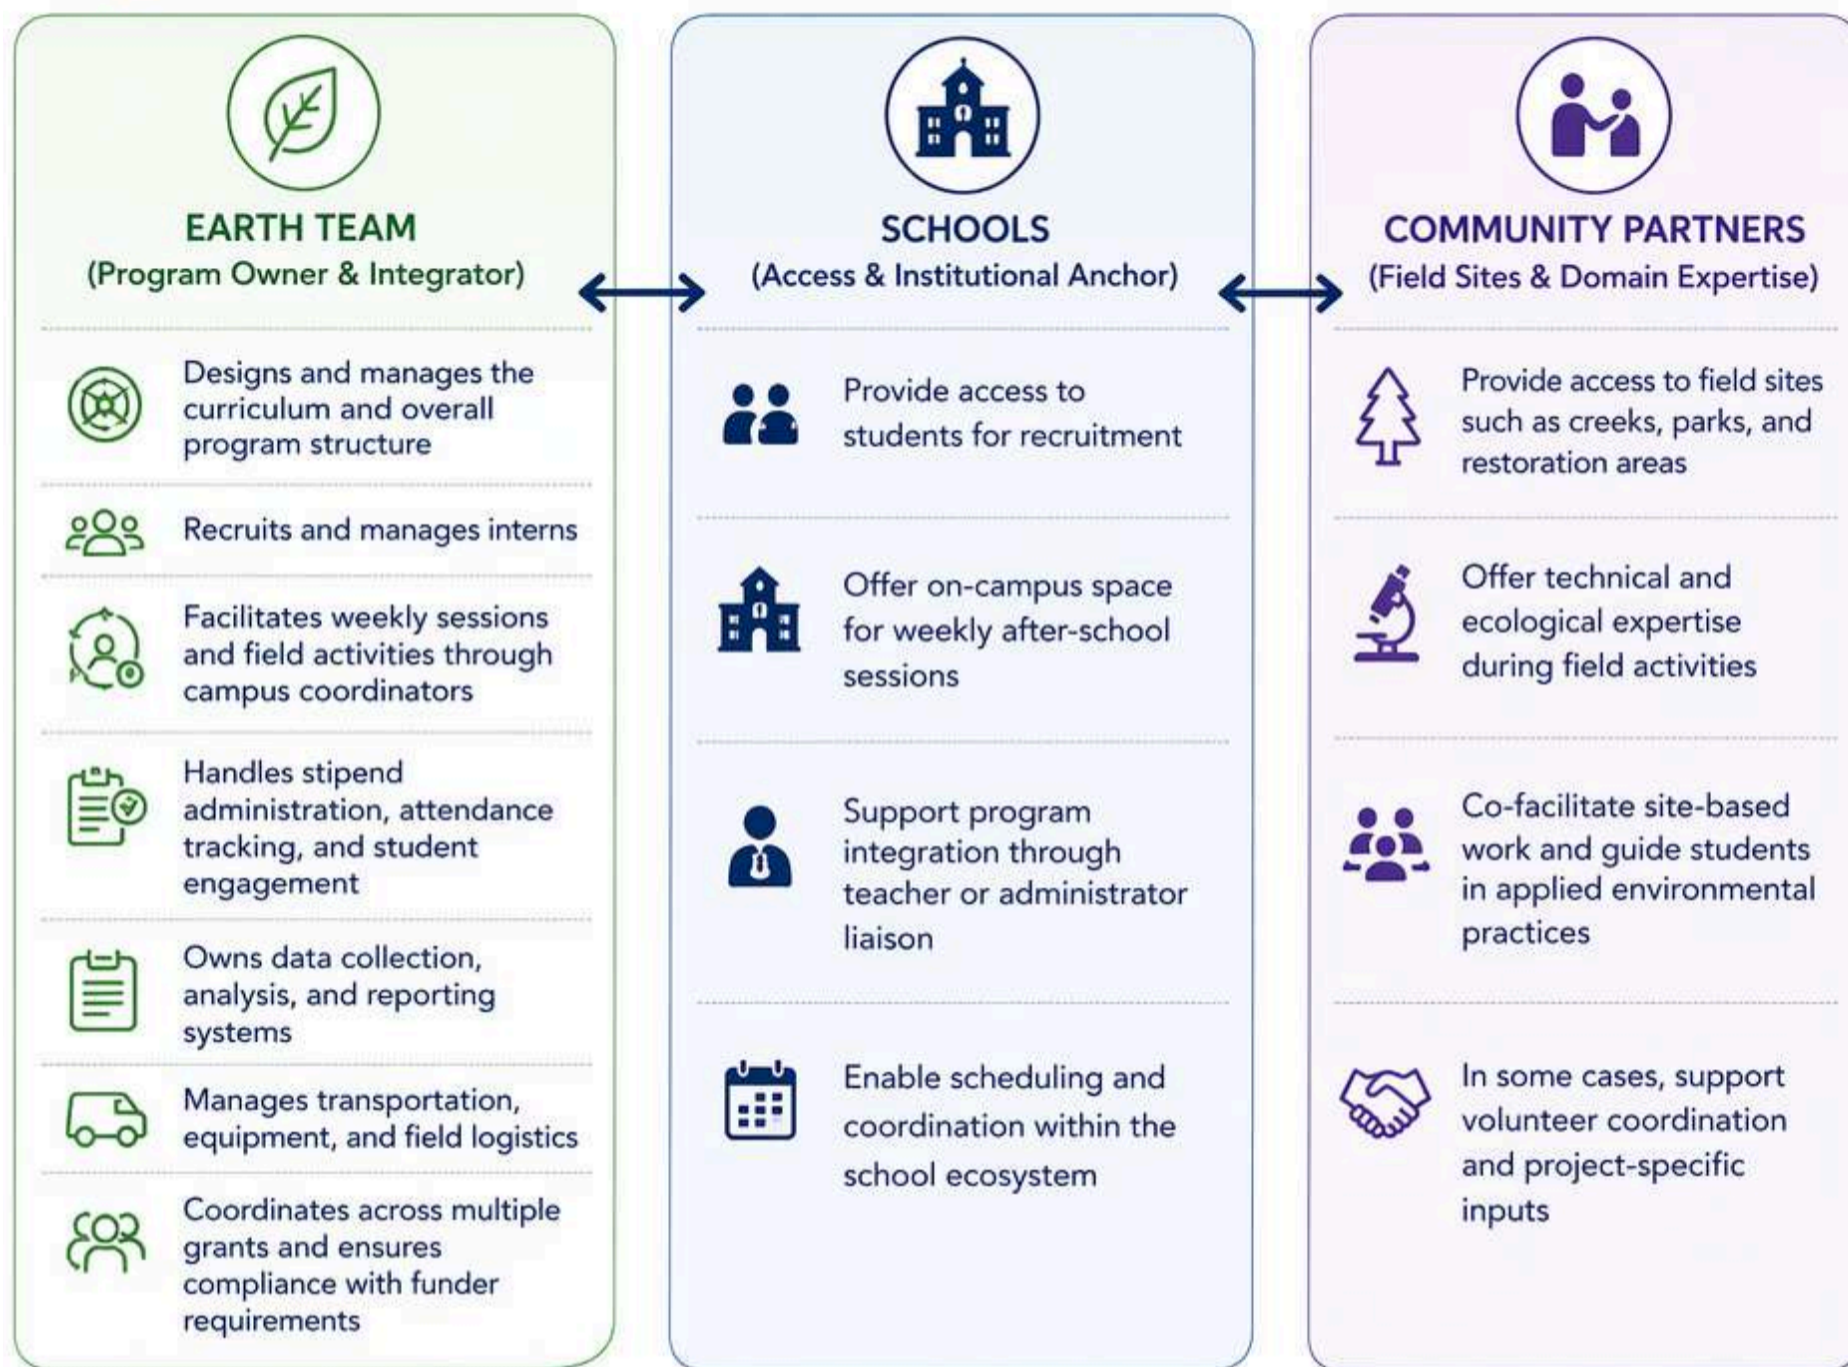 EARTH TEAM
(Program Owner & Integrator)
Designs and manages the
curriculum and overall
program structure
Recruits and manages interns
Facilitates weekly sessions
and field activities through
campus coordinators
Handles stipend
administration, attendance
tracking, and student
engagement
Owns data collection,
analysis, and reporting
systems
Manages transportation,
equipment, and field logistics
Coordinates across multiple
grants and ensures
compliance with funder
requirements
SCHOOLS
(Access & Institutional Anchor)
Provide access to
students for recruitment
Offer on-campus space
for weekly after-school
sessions
Support program
integration through
teacher or administrator
liaison
Enable scheduling and
coordination within the
school ecosystem
COMMUNITY PARTNERS
(Field Sites & Domain Expertise)
Provide access to field sites
such as creeks, parks, and
restoration areas
Offer technical and
ecological expertise
during field activities
Co-facilitate site-based
work and guide students
in applied environmental
practices
In some cases, support
volunteer coordination
and project-specific
inputs